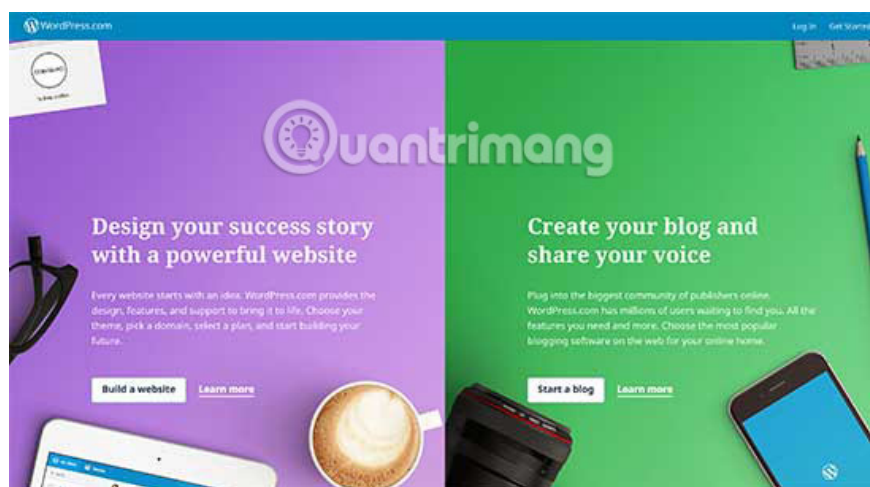 WordPress.com
Log In Get Started
Quantrimang
Design your success story
with a powerful website
Every website starts with an idea. WordPress.com provides the
design, features, and support to bring it to life. Choose your
theme, pick a domain, select a plan, and start building your
future.
Build a website Learn more
Create your blog and
share your voice
Plug into the biggest community of publishers online.
WordPress.com has millions of users waiting to find you. All the
features you need and more. Choose the most popular
blogging software on the web for your online home.
Start a blog Learn more